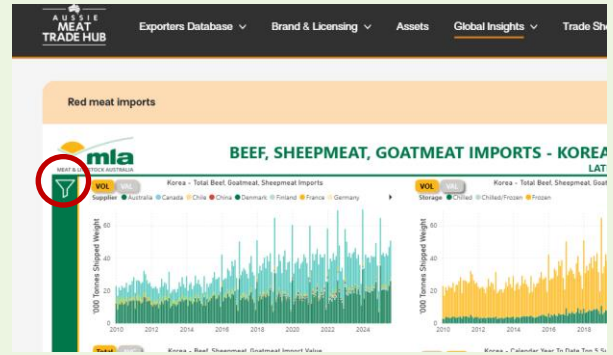 AUSSIE
MEAT
TRADE HUB
Exporters Database
Brand & Licensing
Assets
Global Insights
Trade
Red meat imports
mla
MEAT & LIVESTOCK AUSTRALIA
BEEF, SHEEPMEAT, GOATMEAT IMPORTS - KOREA
VOL VAL
Korea - Total Beef, Goatmeat, Sheepmeat Imports
Supplier Australia Canada Chile China Denmark Finland France Germany
'000 Tonnes Shipped Weight
60
40
20
0
2010 2012 2014 2016 2018 2020 2022 2024
VOL VAL
Korea - Total Beef, Sheepmeat,
Storage Chilled Chilled/Frozen Frozen
'000 Tonnes Shipped Weight
60
40
20
0
2010 2012 2014 2016 2018
Total
Korea - Beef, Sheepmeat, Goatmeat Import Value
Korea - Calendar Year To Date Top 5